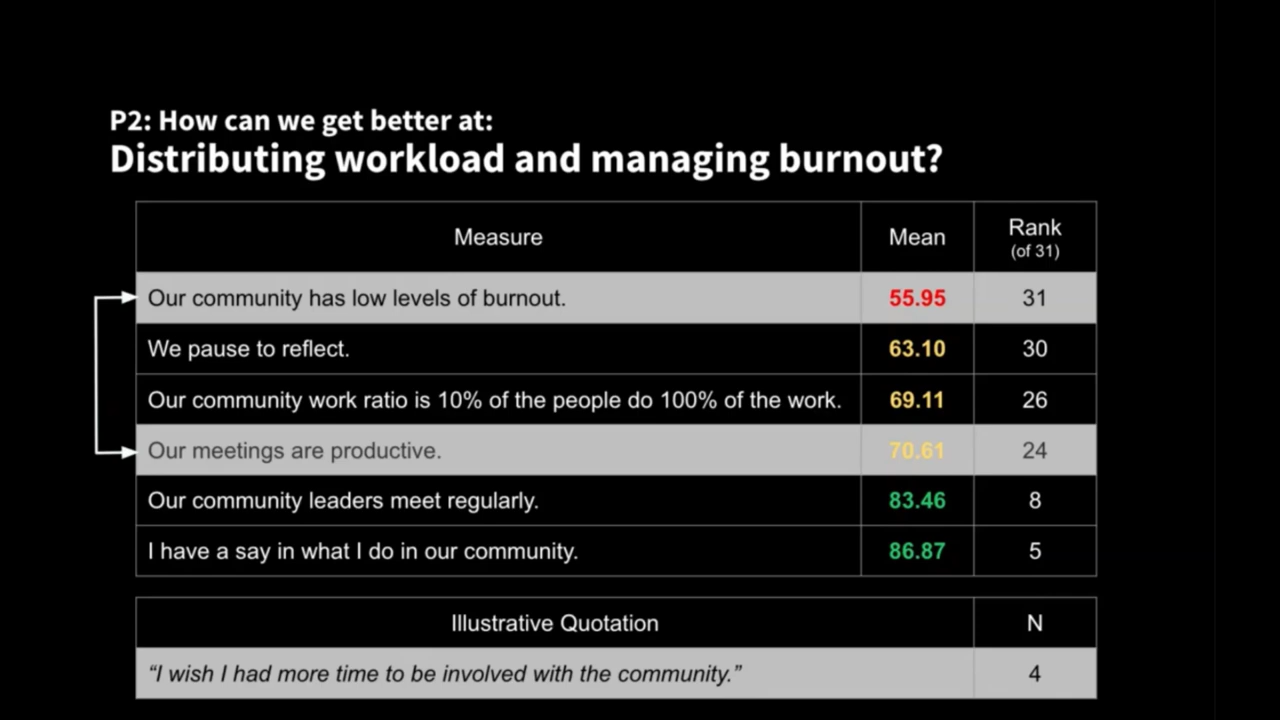 P2: How can we get better at:
Distributing workload and managing burnout?
Measure Mean Rank
(of 31)
Our community has low levels of burnout. 55.95 31
We pause to reflect. 63.10 30
Our community work ratio is 10% of the people do 100% of the work. 69.11 26
Our meetings are productive. 70.61 24
Our community leaders meet regularly. 83.46 8
I have a say in what I do in our community. 86.87 5
Illustrative Quotation N
“I wish I had more time to be involved with the community.” 4